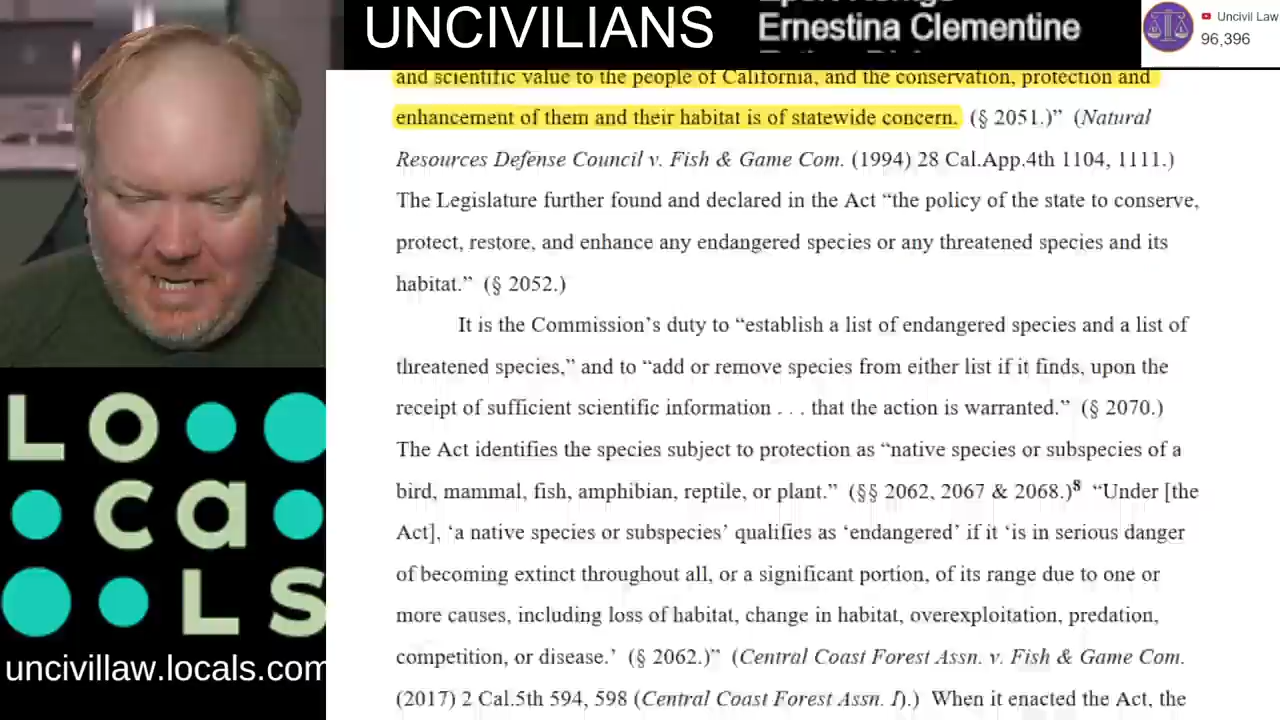 UNCIVILIANS
Ernestina Clementine
Uncivil Law
96,396
and scientific value to the people of California, and the conservation, protection and
enhancement of them and their habitat is of statewide concern. (§ 2051.)” (Natural
Resources Defense Council v. Fish & Game Com. (1994) 28 Cal.App.4th 1104, 1111.)
The Legislature further found and declared in the Act “the policy of the state to conserve,
protect, restore, and enhance any endangered species or any threatened species and its
habitat.” (§ 2052.)
It is the Commission’s duty to “establish a list of endangered species and a list of
threatened species,” and to “add or remove species from either list if it finds, upon the
receipt of sufficient scientific information . . . that the action is warranted.” (§ 2070.)
The Act identifies the species subject to protection as “native species or subspecies of a
bird, mammal, fish, amphibian, reptile, or plant.” (§§ 2062, 2067 & 2068.)8 “Under [the
Act], ‘a native species or subspecies’ qualifies as ‘endangered’ if it ‘is in serious danger
of becoming extinct throughout all, or a significant portion, of its range due to one or
more causes, including loss of habitat, change in habitat, overexploitation, predation,
competition, or disease.’ (§ 2062.)” (Central Coast Forest Assn. v. Fish & Game Com.
(2017) 2 Cal.5th 594, 598 (Central Coast Forest Assn. I).) When it enacted the Act, the
LO
ca
LS
uncivillaw.locals.com